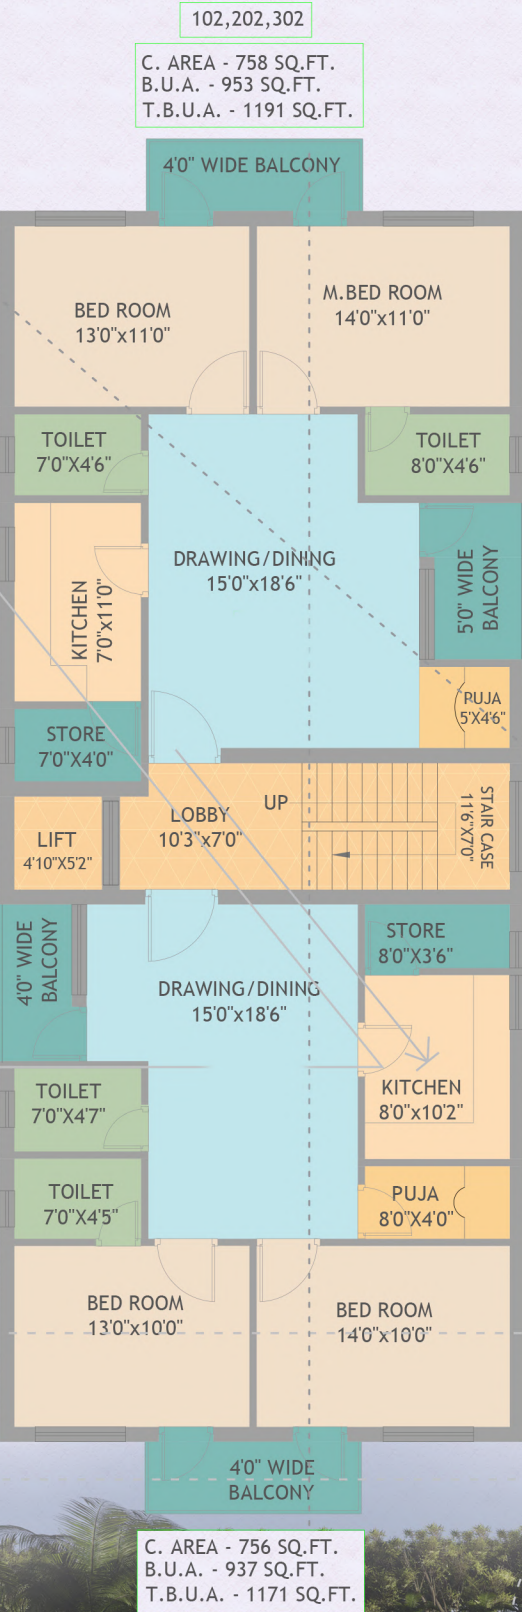 102,202,302
C. AREA - 758 SQ.FT.
B.U.A. - 953 SQ.FT.
T.B.U.A. - 1191 SQ.FT.
4'0" WIDE BALCONY
BED ROOM
13'0"x11'0"
M.BED ROOM
14'0"x11'0"
TOILET
7'0"X4'6"
TOILET
8'0"X4'6"
DRAWING/DINING
15'0"x18'6"
KITCHEN
7'0"x11'0"
5'0" WIDE
BALCONY
PUJA
5'X4'6"
STORE
7'0"X4'0"
LIFT
4'10"X5'2"
LOBBY
10'3"x7'0"
UP
STAIR CASE
11'6"X7'0"
4'0" WIDE
BALCONY
DRAWING/DINING
15'0"x18'6"
STORE
8'0"X3'6"
KITCHEN
8'0"x10'2"
TOILET
7'0"X4'7"
TOILET
7'0"X4'5"
PUJA
8'0"X4'0"
BED ROOM
13'0"x10'0"
BED ROOM
14'0"x10'0"
4'0" WIDE
BALCONY
C. AREA - 756 SQ.FT.
B.U.A. - 937 SQ.FT.
T.B.U.A. - 1171 SQ.FT.